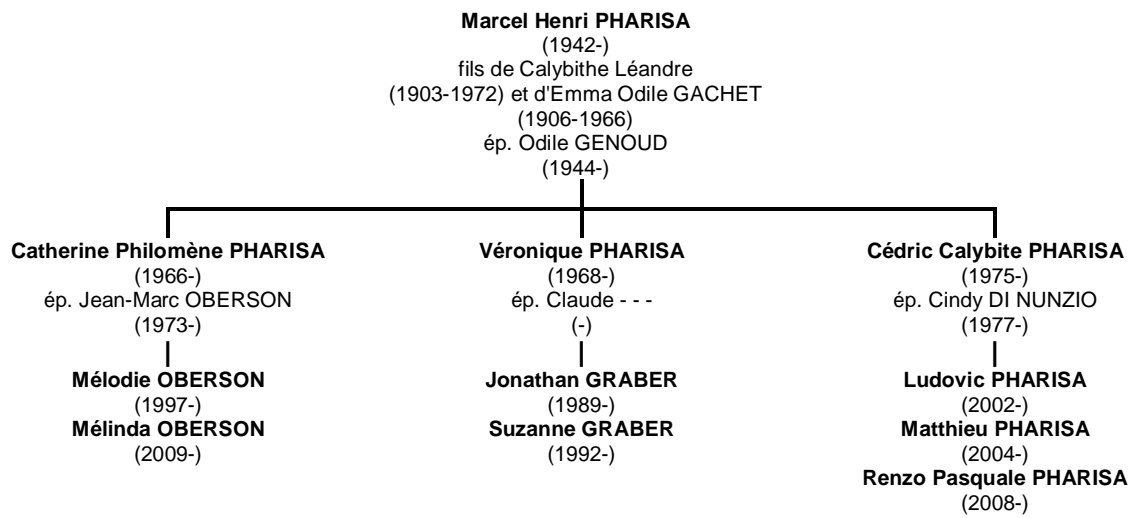 Marcel Henri PHARISA
(1942-)
fils de Calybithe Léandre
(1903-1972) et d'Emma Odile GACHET
(1906-1966)
ép. Odile GENOUD
(1944-)
Catherine Philomène PHARISA
(1966-)
ép. Jean-Marc OBERSON
(1973-)
Mélodie OBERSON
(1997-)
Mélinda OBERSON
(2009-)
Véronique PHARISA
(1968-)
ép. Claude - - -
(-)
Jonathan GRABER
(1989-)
Suzanne GRABER
(1992-)
Cédric Calybite PHARISA
(1975-)
ép. Cindy DI NUNZIO
(1977-)
Ludovic PHARISA
(2002-)
Matthieu PHARISA
(2004-)
Renzo Pasquale PHARISA
(2008-)